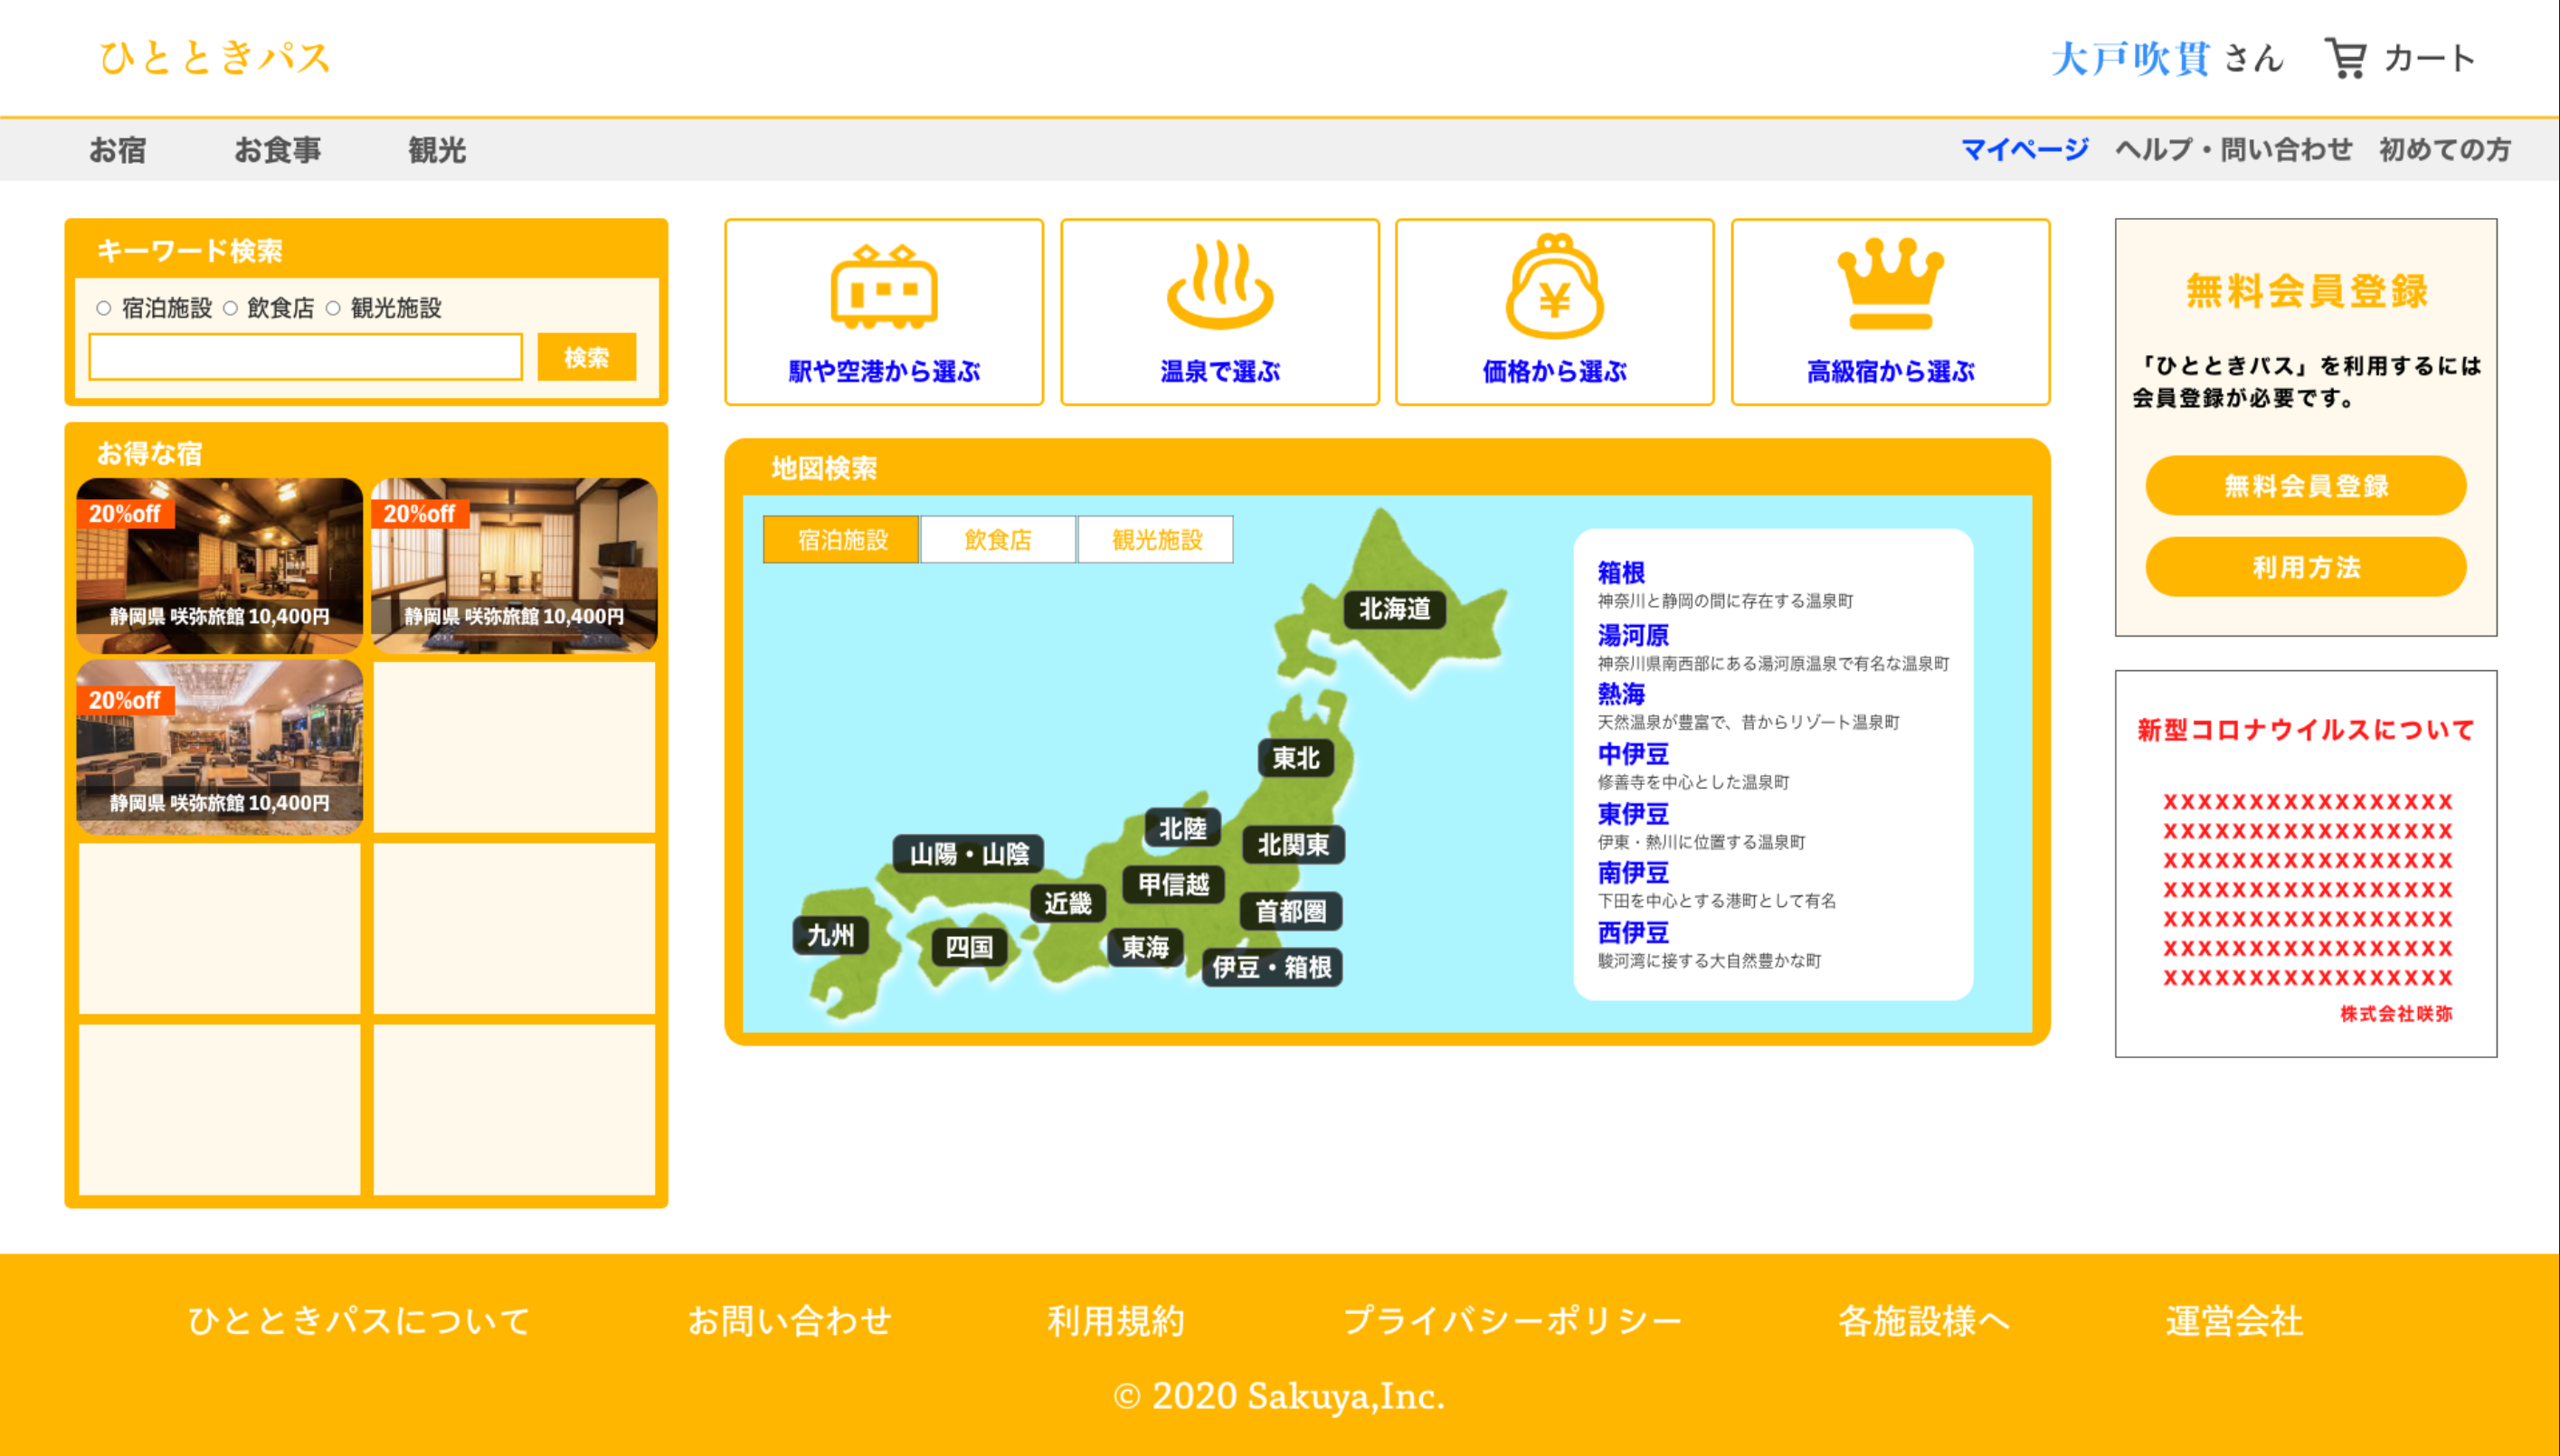 ひとときパス
大戸吹貫 さん カート
お宿 お食事 観光
マイページ ヘルプ・問い合わせ 初めての方
キーワード検索
宿泊施設 飲食店 観光施設
検索
お得な宿
20%off
静岡県 咲弥旅館 10,400円
20%off
静岡県 咲弥旅館 10,400円
20%off
静岡県 咲弥旅館 10,400円
駅や空港から選ぶ
温泉で選ぶ
¥
価格から選ぶ
高級宿から選ぶ
地図検索
宿泊施設 飲食店 観光施設
北海道
東北
北陸
北関東
山陽・山陰
甲信越
近畿
首都圏
九州
四国
東海
伊豆・箱根
箱根
神奈川と静岡の間に存在する温泉町
湯河原
神奈川県南西部にある湯河原温泉で有名な温泉町
熱海
天然温泉が豊富で、昔からリゾート温泉町
中伊豆
修善寺を中心とした温泉町
東伊豆
伊東・熱川に位置する温泉町
南伊豆
下田を中心とする港町として有名
西伊豆
駿河湾に接する大自然豊かな町
無料会員登録
「ひとときパス」を利用するには
会員登録が必要です。
無料会員登録
利用方法
新型コロナウイルスについて
xxxxxxxxxxxxxxxxx
xxxxxxxxxxxxxxxxx
xxxxxxxxxxxxxxxxx
xxxxxxxxxxxxxxxxx
xxxxxxxxxxxxxxxxx
xxxxxxxxxxxxxxxxx
xxxxxxxxxxxxxxxxx
株式会社咲弥
ひとときパスについて お問い合わせ 利用規約 プライバシーポリシー 各施設様へ 運営会社
© 2020 Sakuya,Inc.